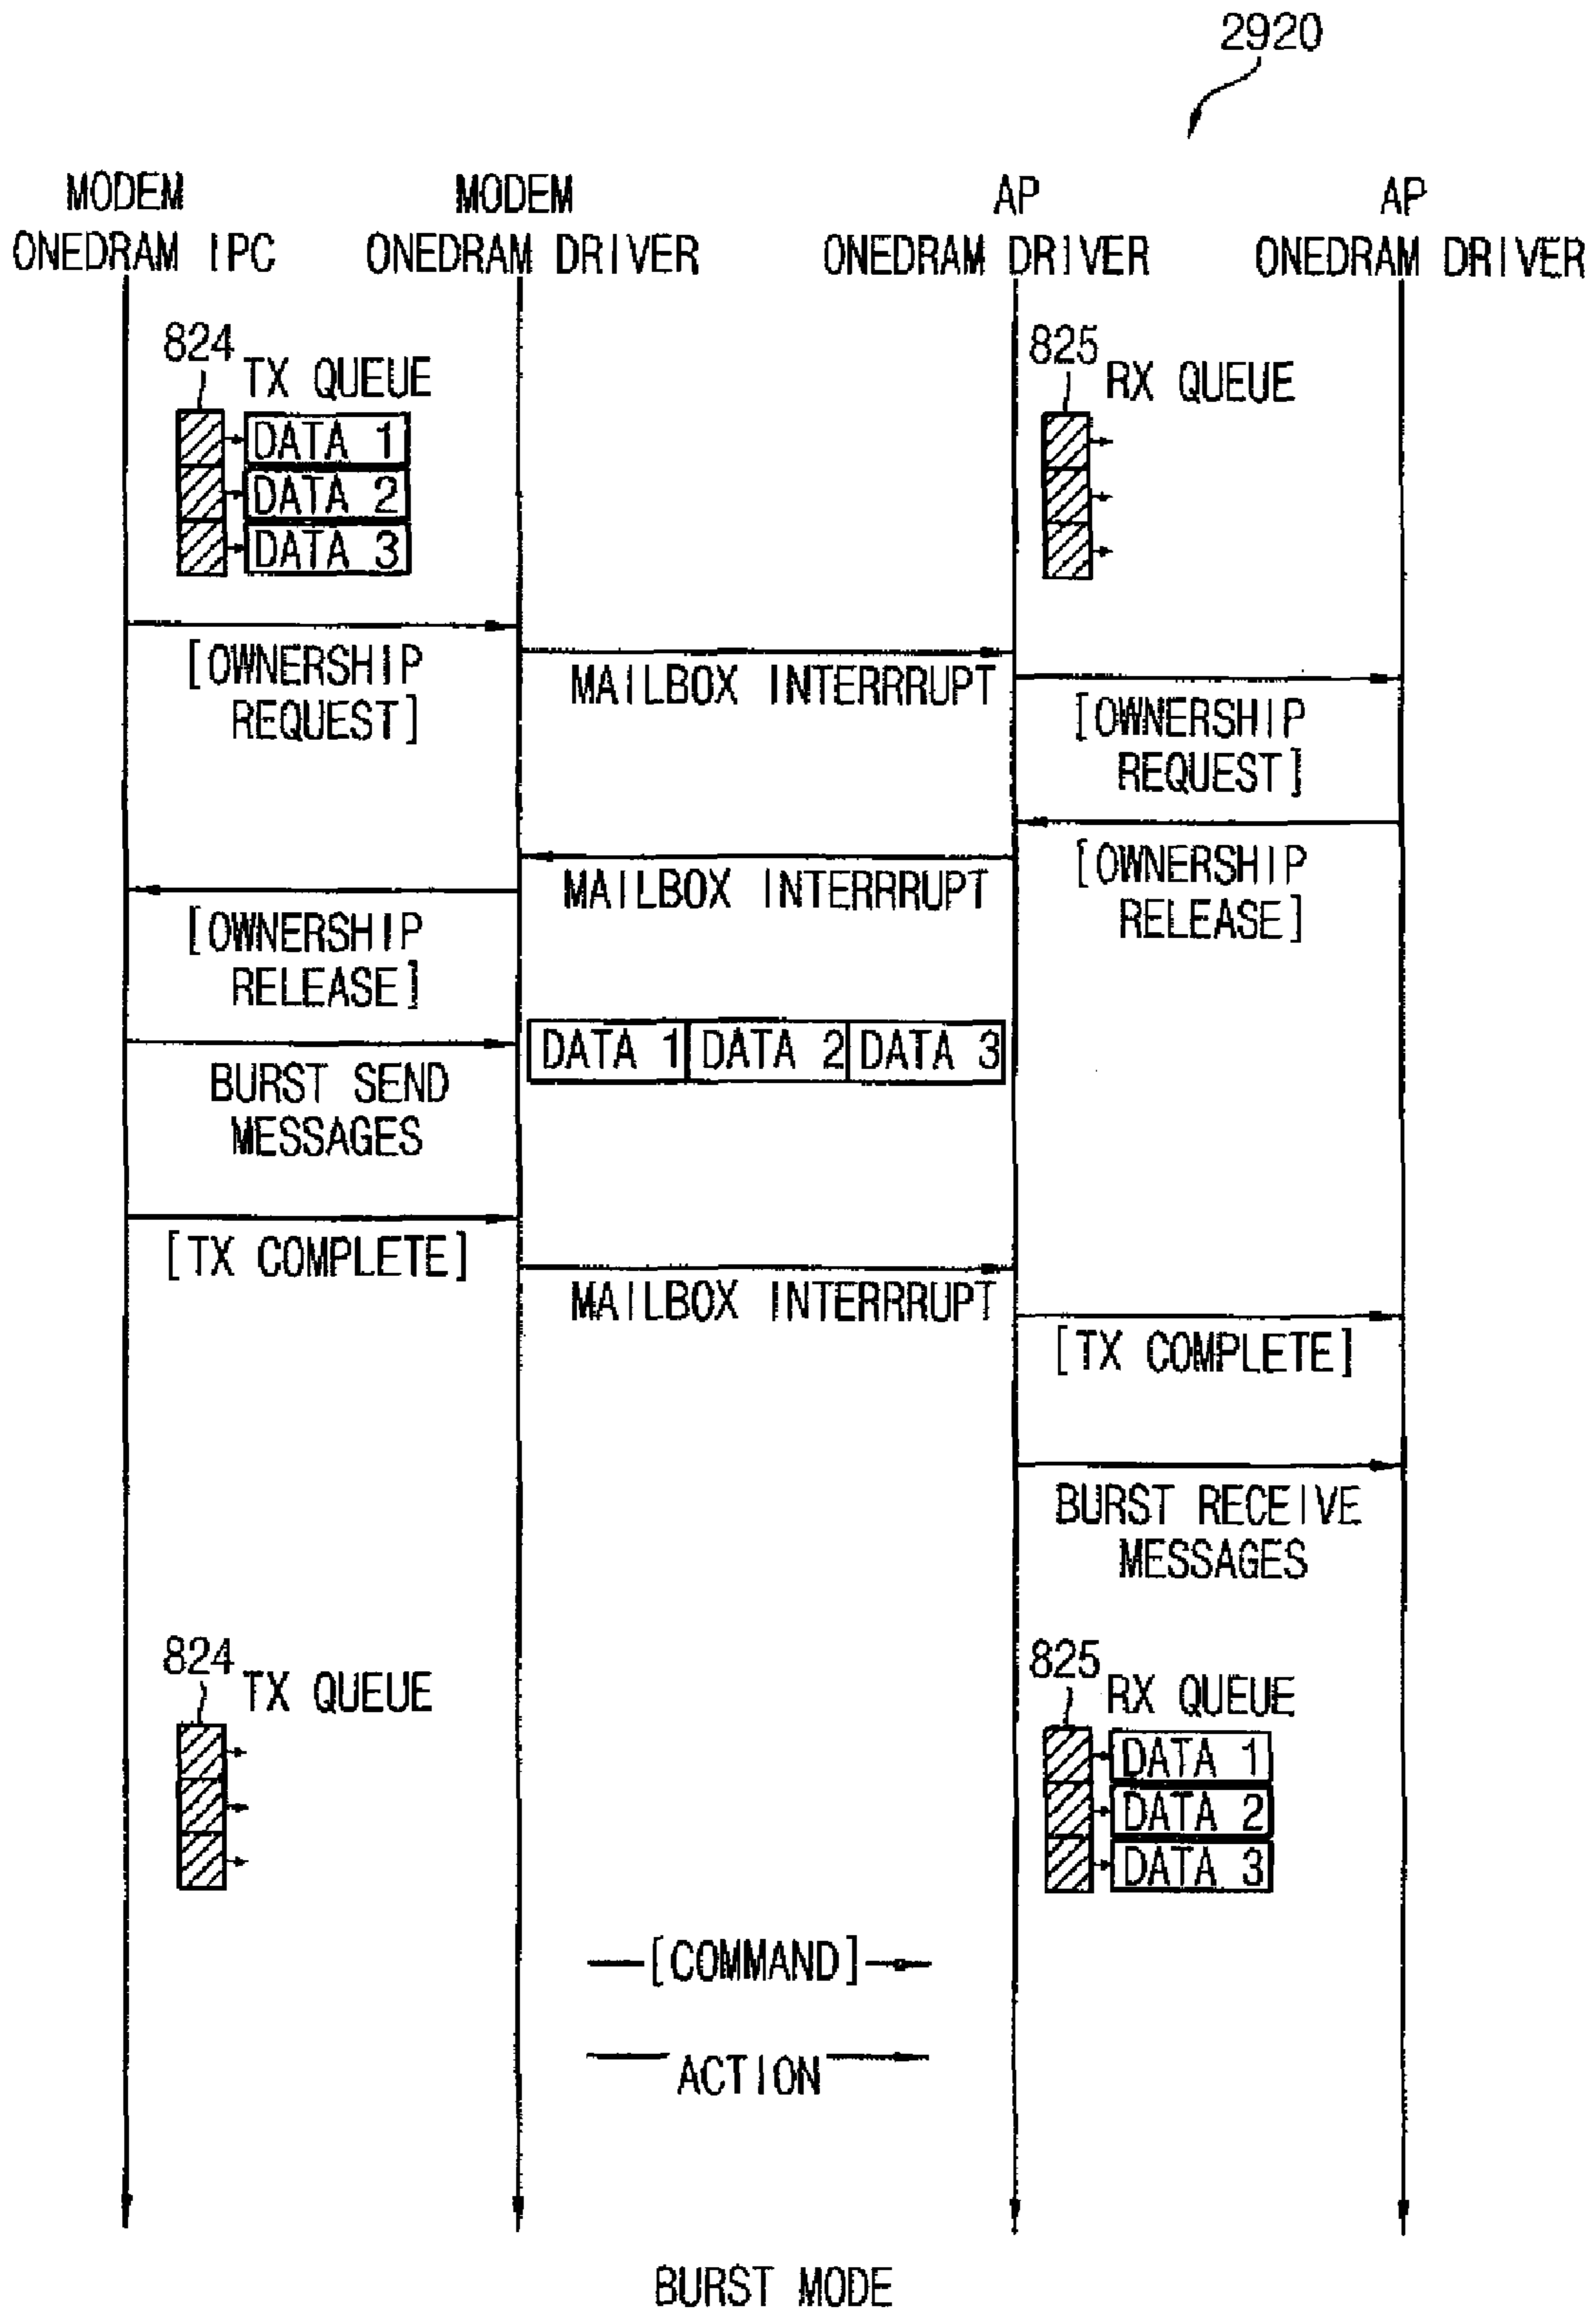 2920
MODEM
ONEDRAM IPC
MODEM
ONEDRAM DRIVER
AP
ONEDRAM DRIVER
AP
ONEDRAM DRIVER
824
TX QUEUE
DATA 1
DATA 2
DATA 3
825
RX QUEUE
[OWNERSHIP
REQUEST]
MAILBOX INTERRRUPT
[OWNERSHIP
REQUEST]
[OWNERSHIP
RELEASE]
MAILBOX INTERRRUPT
[OWNERSHIP
RELEASE]
BURST SEND
MESSAGES
DATA 1 DATA 2 DATA 3
[TX COMPLETE]
MAILBOX INTERRRUPT
[TX COMPLETE]
BURST RECEIVE
MESSAGES
824
TX QUEUE
825
RX QUEUE
DATA 1
DATA 2
DATA 3
[COMMAND]
ACTION
BURST MODE